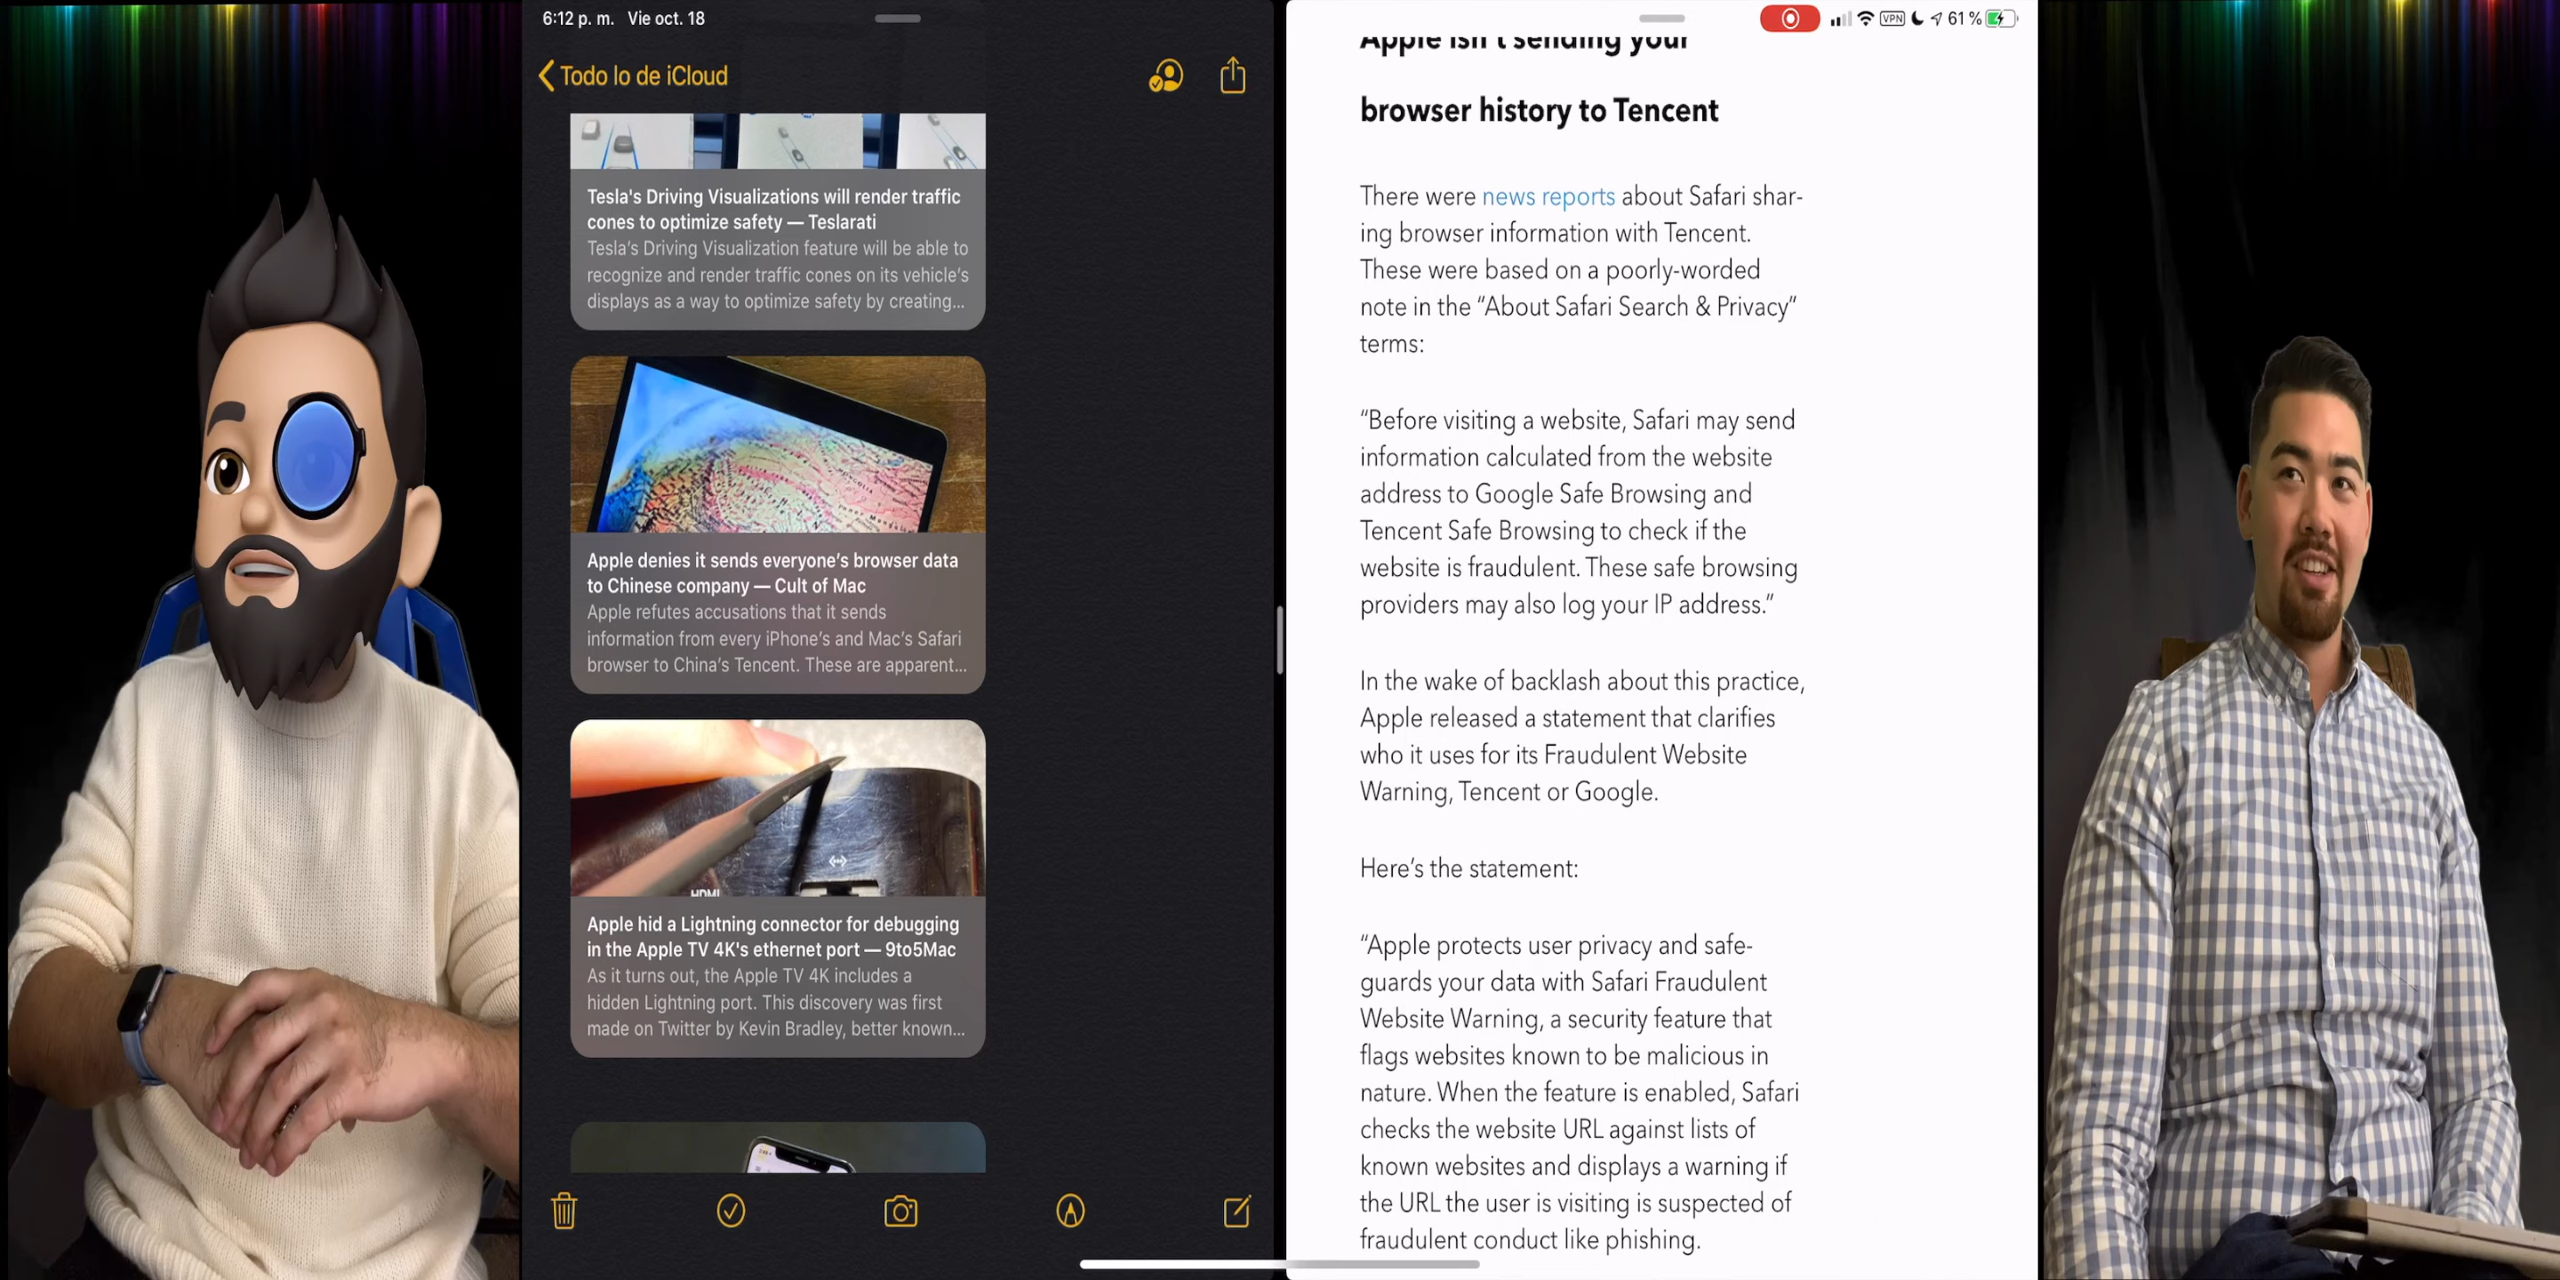 6:12 p. m. Vie oct. 18
Todo lo de iCloud
Tesla's Driving Visualizations will render traffic
cones to optimize safety — Teslarati
Tesla's Driving Visualization feature will be able to
recognize and render traffic cones on its vehicle's
displays as a way to optimize safety by creating...
Apple denies it sends everyone's browser data
to Chinese company — Cult of Mac
Apple refutes accusations that it sends
information from every iPhone's and Mac's Safari
browser to China's Tencent. These are apparent...
HDMI
Apple hid a Lightning connector for debugging
in the Apple TV 4K's ethernet port — 9to5Mac
As it turns out, the Apple TV 4K includes a
hidden Lightning port. This discovery was first
made on Twitter by Kevin Bradley, better known...
VPN 61 %
Apple isn't sending your
browser history to Tencent
There were news reports about Safari shar-
ing browser information with Tencent.
These were based on a poorly-worded
note in the “About Safari Search & Privacy”
terms:
“Before visiting a website, Safari may send
information calculated from the website
address to Google Safe Browsing and
Tencent Safe Browsing to check if the
website is fraudulent. These safe browsing
providers may also log your IP address.”
In the wake of backlash about this practice,
Apple released a statement that clarifies
who it uses for its Fraudulent Website
Warning, Tencent or Google.
Here's the statement:
“Apple protects user privacy and safe-
guards your data with Safari Fraudulent
Website Warning, a security feature that
flags websites known to be malicious in
nature. When the feature is enabled, Safari
checks the website URL against lists of
known websites and displays a warning if
the URL the user is visiting is suspected of
fraudulent conduct like phishing.